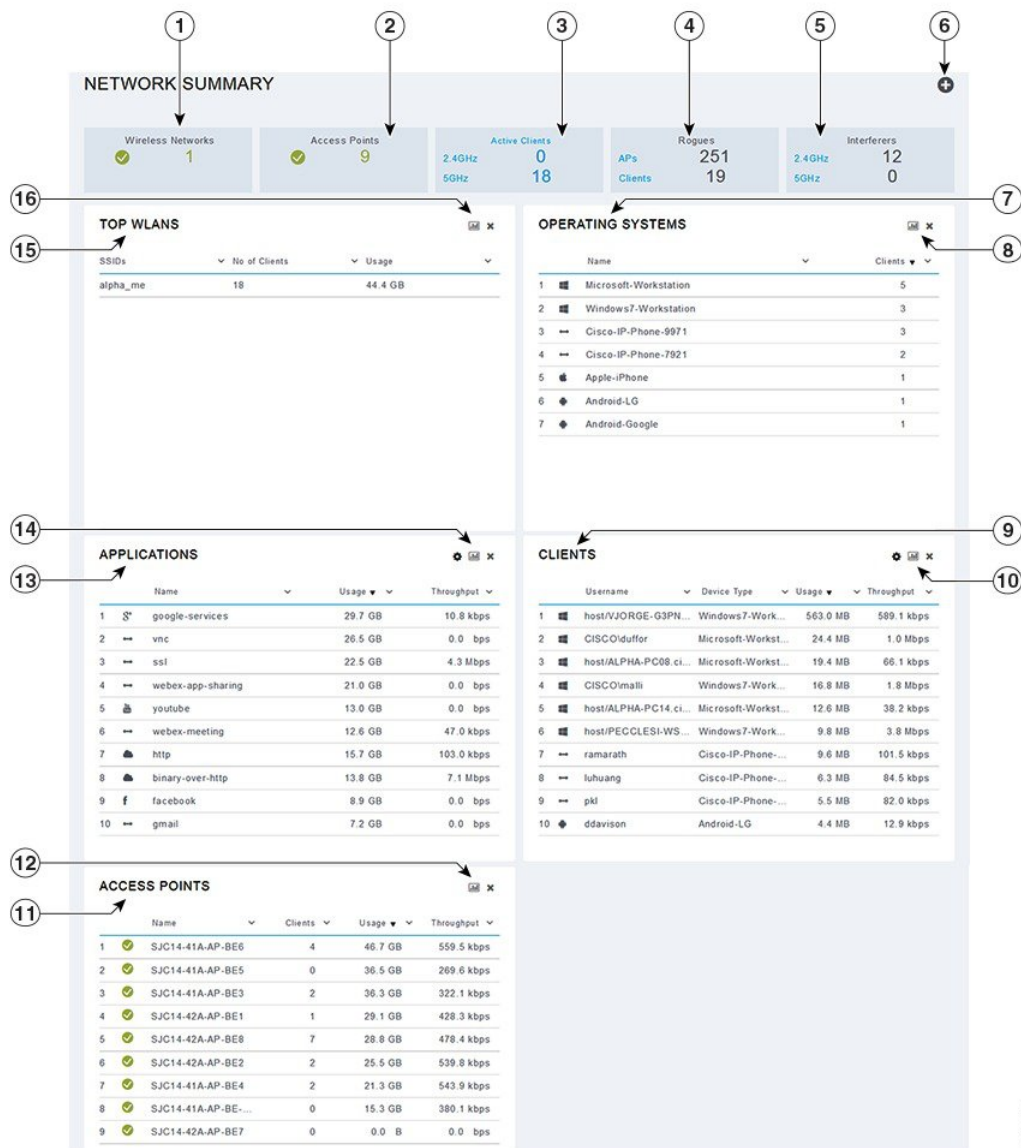 1 2 3 4 5 6
NETWORK SUMMARY
Wireless Networks
1
Access Points
9
Active Clients
2.4GHz 0
5GHz 18
Rogues
APs 251
Clients 19
Interferers
2.4GHz 12
5GHz 0
16
15
TOP WLANS
SSIDs No of Clients Usage
alpha_me 18 44.4 GB
7
8
OPERATING SYSTEMS
Name Clients
1 Microsoft-Workstation 5
2 Windows7-Workstation 3
3 Cisco-IP-Phone-9971 3
4 Cisco-IP-Phone-7921 2
5 Apple-iPhone 1
6 Android-LG 1
7 Android-Google 1
14
13
APPLICATIONS
Name Usage Throughput
1 google-services 29.7 GB 10.8 kbps
2 vnc 26.5 GB 0.0 bps
3 ssl 22.5 GB 4.3 Mbps
4 webex-app-sharing 21.0 GB 0.0 bps
5 youtube 13.0 GB 0.0 bps
6 webex-meeting 12.6 GB 47.0 kbps
7 http 15.7 GB 103.0 kbps
8 binary-over-http 13.8 GB 7.1 Mbps
9 facebook 8.9 GB 0.0 bps
10 gmail 7.2 GB 0.0 bps
9
10
CLIENTS
Username Device Type Usage Throughput
1 host/VJORGE-G3PN... Windows7-Work... 563.0 MB 589.1 kbps
2 CISCO\duffor Microsoft-Workst... 24.4 MB 1.0 Mbps
3 host/ALPHA-PC08.ci... Microsoft-Workst... 19.4 MB 66.1 kbps
4 CISCO\malli Windows7-Work... 16.8 MB 1.8 Mbps
5 host/ALPHA-PC14.ci... Microsoft-Workst... 12.6 MB 38.2 kbps
6 host/PECCLESI-WS... Windows7-Work... 9.8 MB 3.8 Mbps
7 ramarath Cisco-IP-Phone-... 9.6 MB 101.5 kbps
8 luhuang Cisco-IP-Phone-... 6.3 MB 84.5 kbps
9 pkl Cisco-IP-Phone-... 5.5 MB 82.0 kbps
10 ddavison Android-LG 4.4 MB 12.9 kbps
12
11
ACCESS POINTS
Name Clients Usage Throughput
1 SJC14-41A-AP-BE6 4 46.7 GB 559.5 kbps
2 SJC14-41A-AP-BE5 0 36.5 GB 269.6 kbps
3 SJC14-41A-AP-BE3 2 36.3 GB 322.1 kbps
4 SJC14-42A-AP-BE1 1 29.1 GB 428.3 kbps
5 SJC14-42A-AP-BE8 7 28.8 GB 478.4 kbps
6 SJC14-42A-AP-BE2 2 25.5 GB 539.8 kbps
7 SJC14-41A-AP-BE4 2 21.3 GB 543.9 kbps
8 SJC14-41A-AP-BE-... 0 15.3 GB 380.1 kbps
9 SJC14-42A-AP-BE7 0 0.0 B 0.0 bps